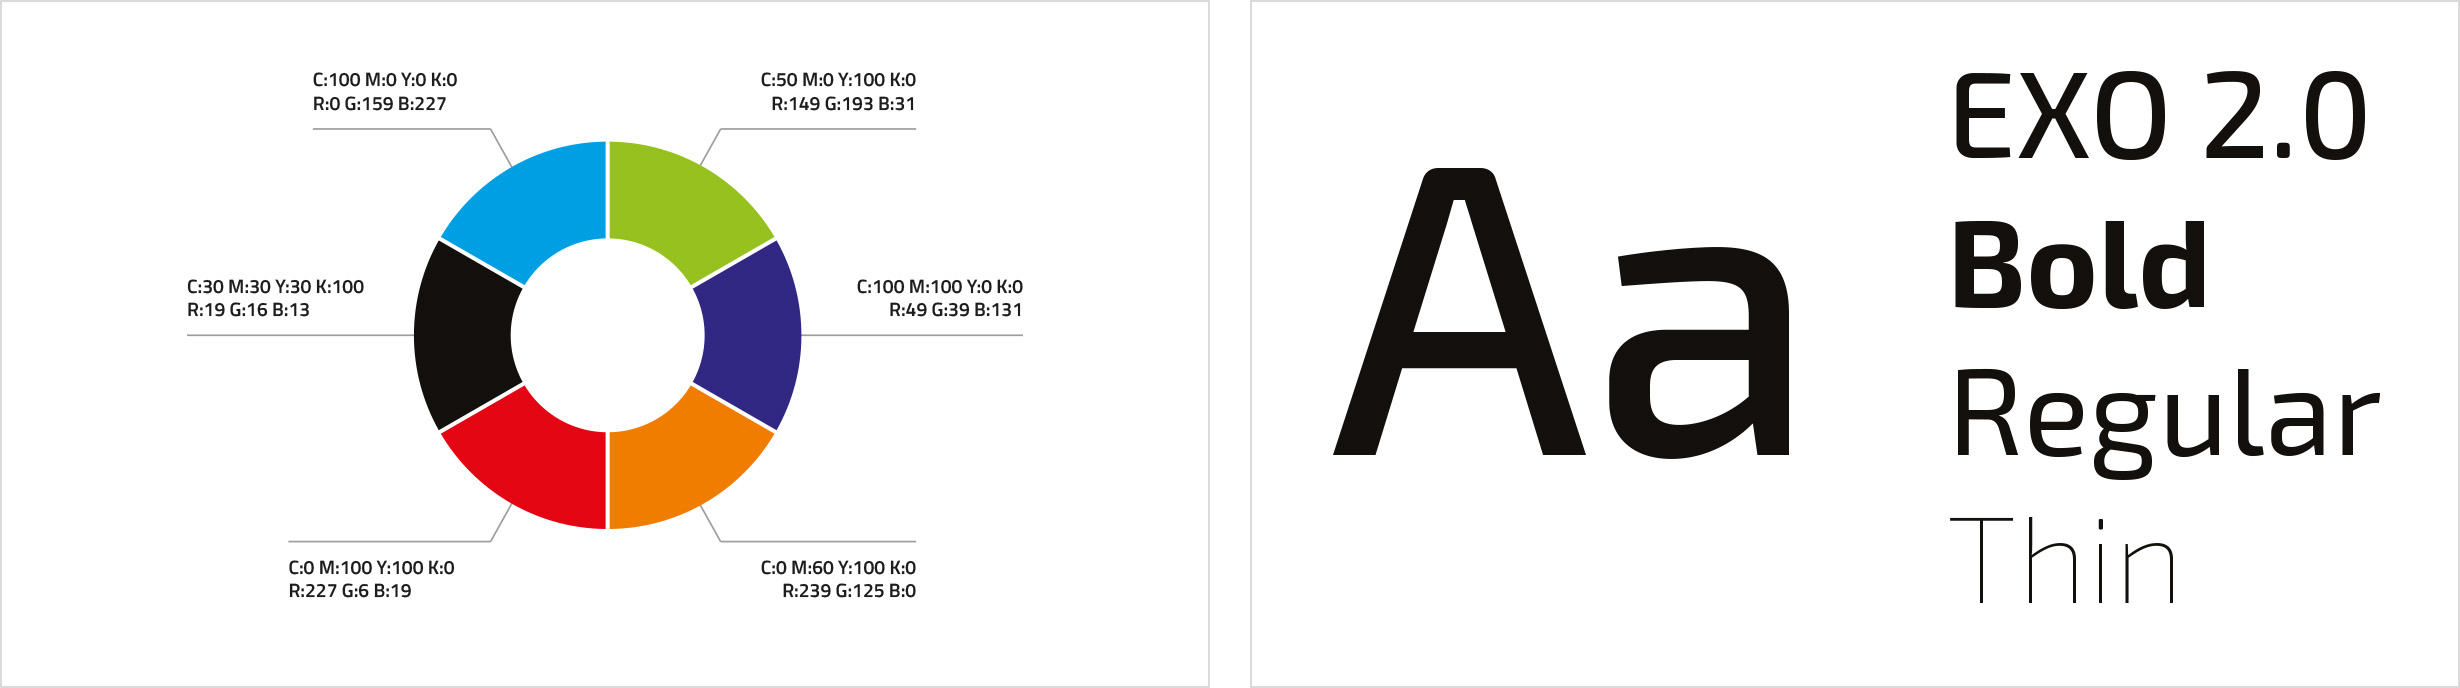 C:100 M:0 Y:0 K:0
R:0 G:159 B:227
C:50 M:0 Y:100 K:0
R:149 G:193 B:31
C:30 M:30 Y:30 K:100
R:19 G:16 B:13
C:100 M:100 Y:0 K:0
R:49 G:39 B:131
C:0 M:100 Y:100 K:0
R:227 G:6 B:19
C:0 M:60 Y:100 K:0
R:239 G:125 B:0
Aa
EXO 2.0
Bold
Regular
Thin